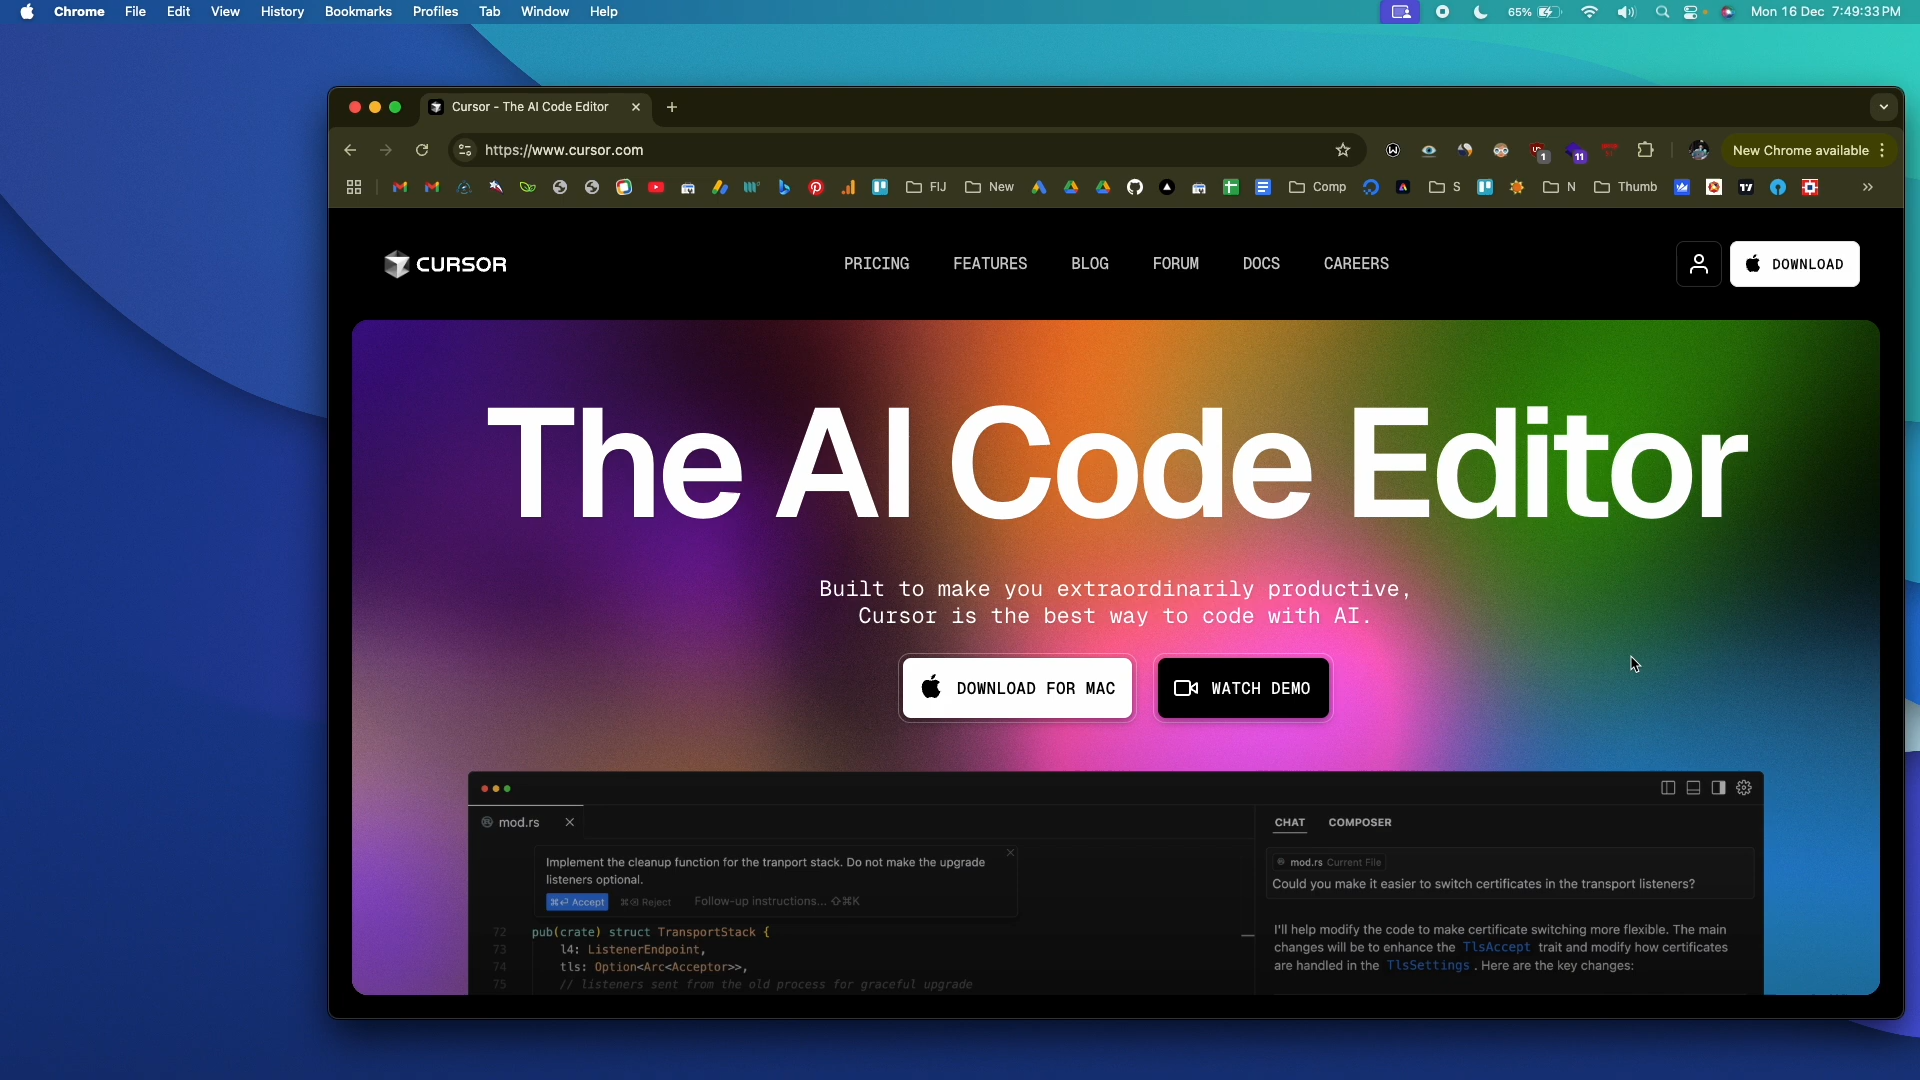 Chrome File Edit View History Bookmarks Profiles Tab Window Help 65% Mon 16 Dec 7:49:33 PM
Cursor - The AI Code Editor
https://www.cursor.com 1 11 New Chrome available
FIJ New Comp S N Thumb
CURSOR PRICING FEATURES BLOG FORUM DOCS CAREERS DOWNLOAD
The AI Code Editor
Built to make you extraordinarily productive,
Cursor is the best way to code with AI.
DOWNLOAD FOR MAC WATCH DEMO
mod.rs
Implement the cleanup function for the tranport stack. Do not make the upgrade
listeners optional.
⌘⏎ Accept ⌘⌫ Reject Follow-up instructions... ⇧⌘K
72 pub(crate) struct TransportStack {
73 l4: ListenerEndpoint,
74 tls: Option<Arc<Acceptor>>,
75 // listeners sent from the old process for graceful upgrade
CHAT COMPOSER
mod.rs Current File
Could you make it easier to switch certificates in the transport listeners?
I'll help modify the code to make certificate switching more flexible. The main
changes will be to enhance the TlsAccept trait and modify how certificates
are handled in the TlsSettings . Here are the key changes: